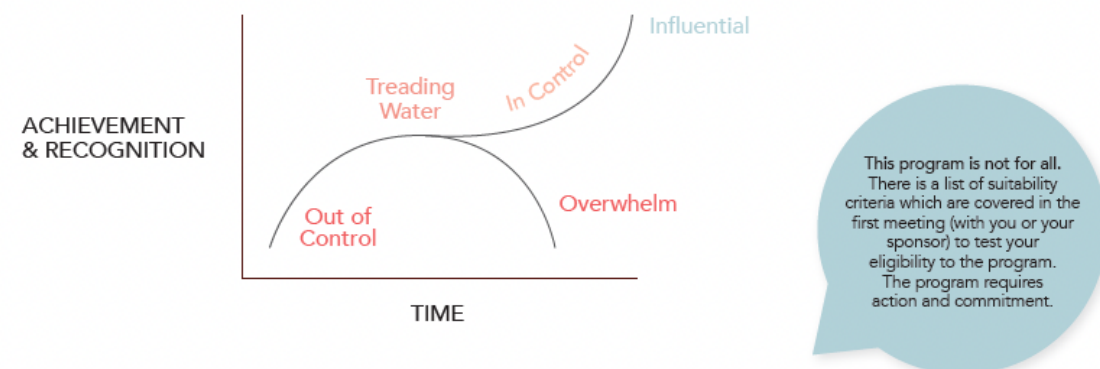 Influential
In Control
Treading
Water
ACHIEVEMENT
& RECOGNITION
Out of
Control
Overwhelm
TIME
This program is not for all.
There is a list of suitability
criteria which are covered in the
first meeting (with you or your
sponsor) to test your
eligibility to the program.
The program requires
action and commitment.